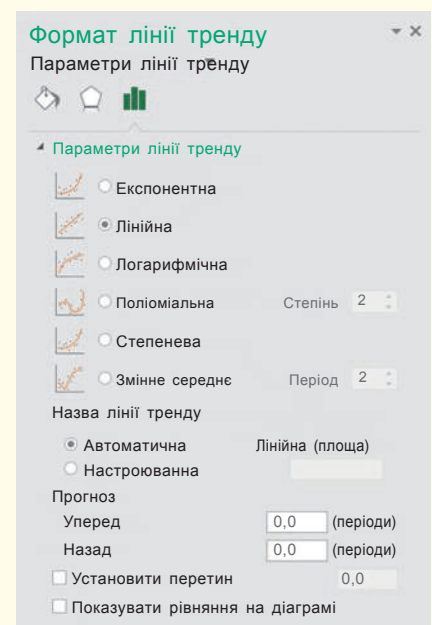 Формат лінії тренду
Параметри лінії тренду
Параметри лінії тренду
Експонентна
Лінійна
Логарифмічна
Поліоміальна Степінь 2
Степенева
Змінне середнє Період 2
Назва лінії тренду
Автоматична Лінійна (площа)
Настроюванна
Прогноз
Уперед 0,0 (періоди)
Назад 0,0 (періоди)
Установити перетин 0,0
Показувати рівняння на діаграмі